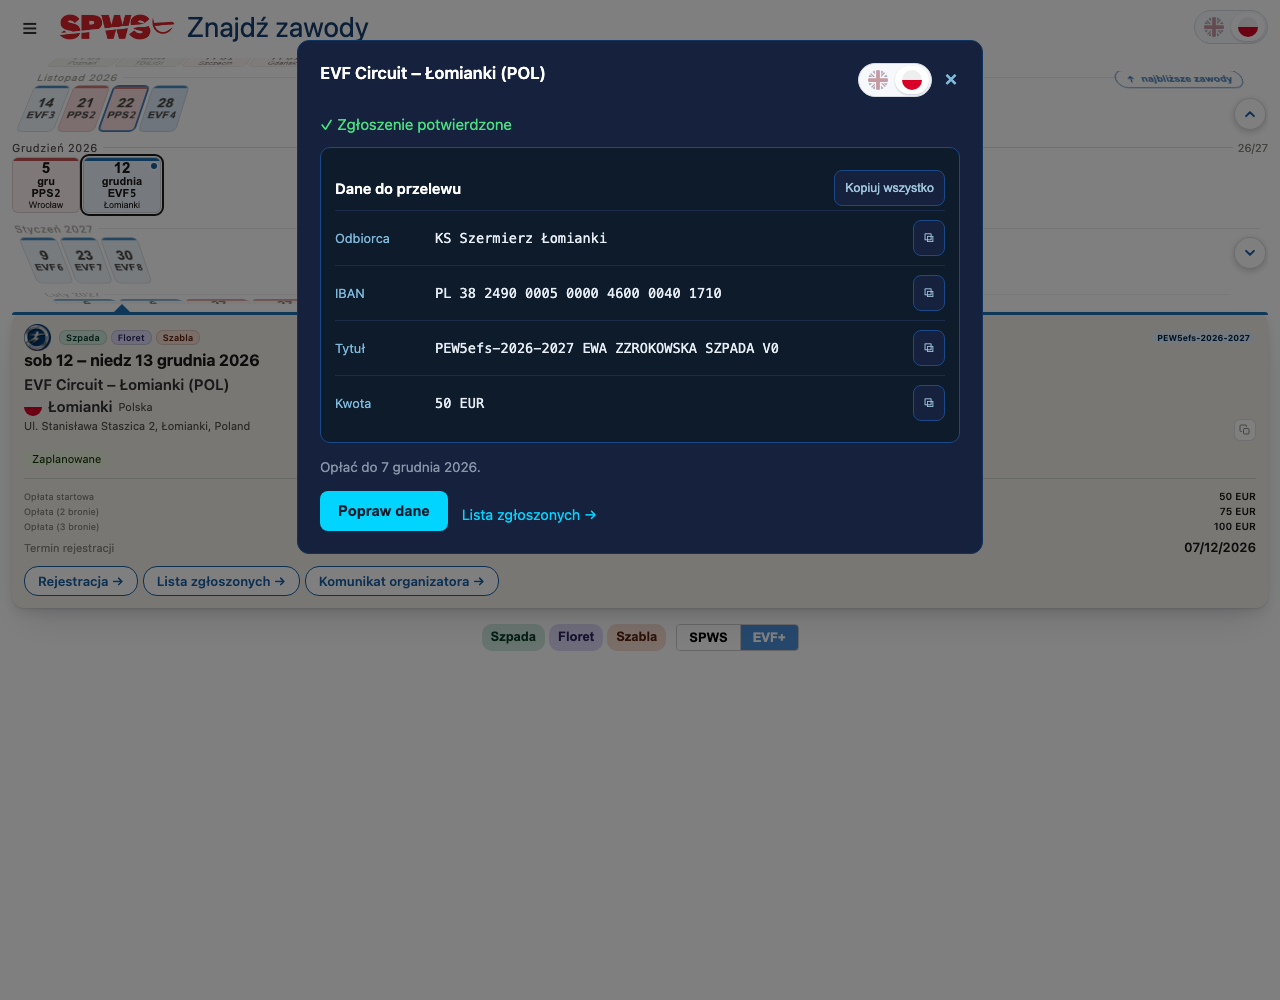 SPWS Znajdź zawody
Listopad 2026
najbliższe zawody
14 EVF3
21 PPS2
22 PPS2
28 EVF4
Grudzień 2026
26/27
5 gru PPS2 Wrocław
12 grudnia EVF5 Łomianki
Styczeń 2027
9 EVF6
23 EVF7
30 EVF8
EVF Circuit – Łomianki (POL)
✓ Zgłoszenie potwierdzone
Dane do przelewu
Kopiuj wszystko
Odbiorca KS Szermierz Łomianki
IBAN PL 38 2490 0005 0000 4600 0040 1710
Tytuł PEW5efs-2026-2027 EWA ZZROKOWSKA SZPADA V0
Kwota 50 EUR
Opłać do 7 grudnia 2026.
Popraw dane
Lista zgłoszonych →
Szpada Floret Szabla
PEW5efs-2026-2027
sob 12 – niedz 13 grudnia 2026
EVF Circuit – Łomianki (POL)
Łomianki Polska
Ul. Stanisława Staszica 2, Łomianki, Poland
Zaplanowane
Opłata startowa 50 EUR
Opłata (2 bronie) 75 EUR
Opłata (3 bronie) 100 EUR
Termin rejestracji 07/12/2026
Rejestracja →
Lista zgłoszonych →
Komunikat organizatora →
Szpada Floret Szabla SPWS EVF+